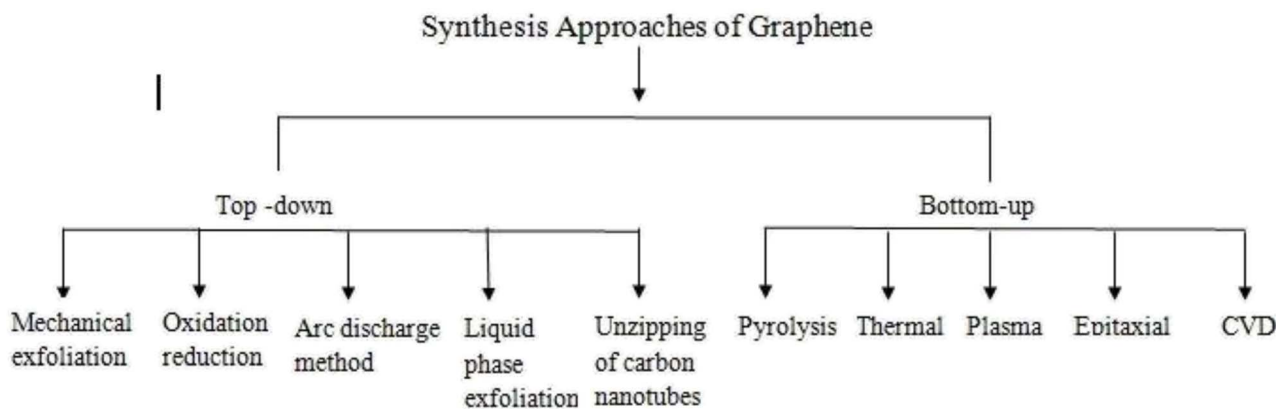 Synthesis Approaches of Graphene
Top -down
Bottom-up
Mechanical
exfoliation
Oxidation
reduction
Arc discharge
method
Liquid
phase
exfoliation
Unzipping
of carbon
nanotubes
Pyrolysis
Thermal
Plasma
Epitaxial
CVD